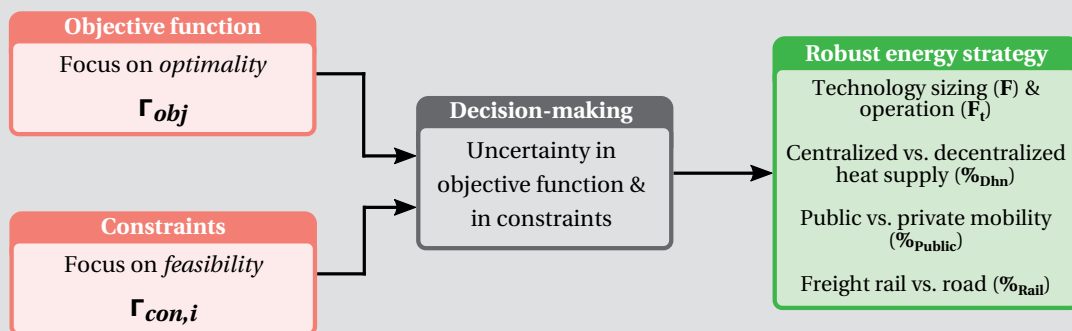 Objective function
Focus on optimality
Γobj
Constraints
Focus on feasibility
Γcon,i
Decision-making
Uncertainty in
objective function &
in constraints
Robust energy strategy
Technology sizing (F) &
operation (Ft)
Centralized vs. decentralized
heat supply (%Dhn)
Public vs. private mobility
(%Public)
Freight rail vs. road (%Rail)